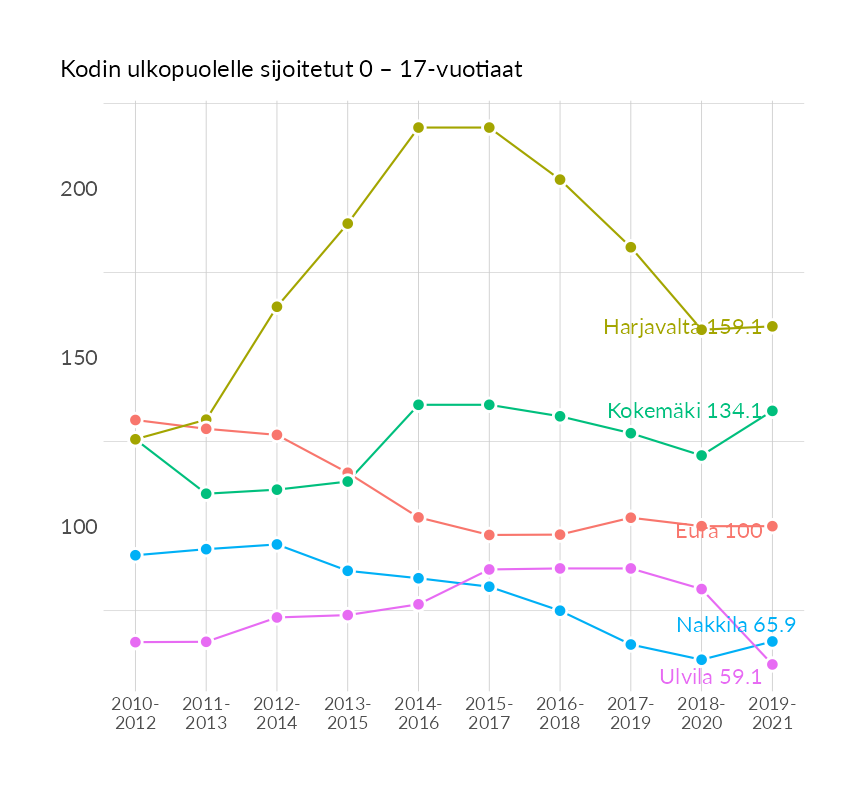 Kodin ulkopuolelle sijoitetut 0 – 17-vuotiaat
200
Harjavalta 159.1
150
Kokemäki 134.1
100
Eura 100
Nakkila 65.9
Ulvila 59.1
2010- 2011- 2012- 2013- 2014- 2015- 2016- 2017- 2018- 2019-
2012 2013 2014 2015 2016 2017 2018 2019 2020 2021